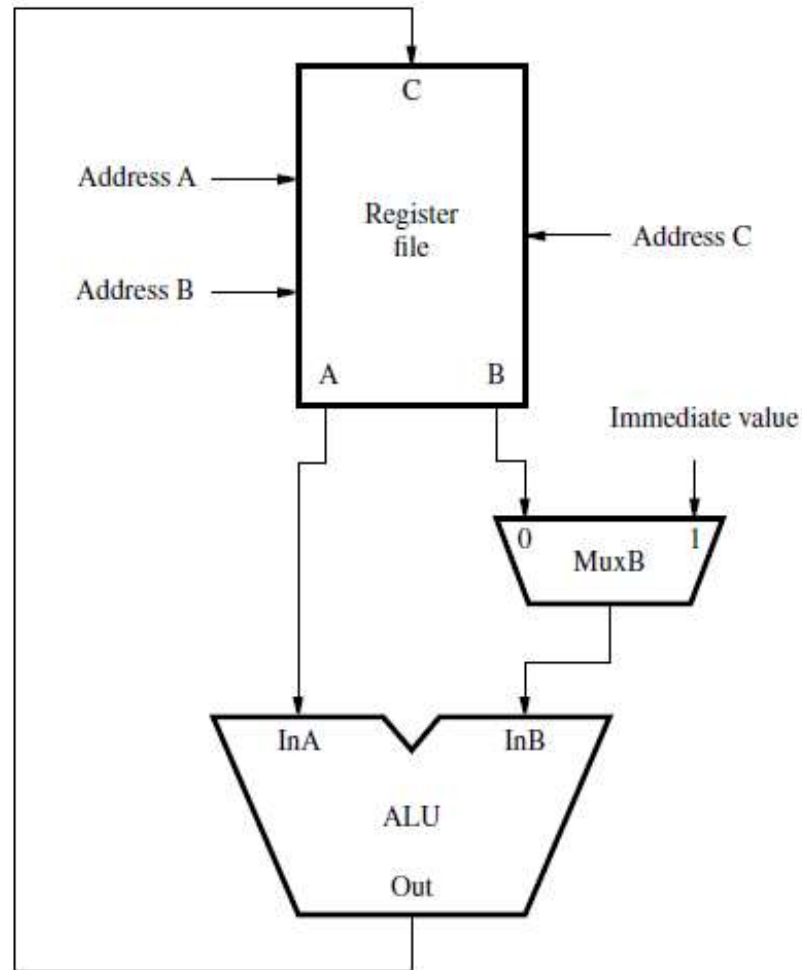 C
Address A
Register
file
Address C
Address B
A
B
Immediate value
0
1
MuxB
InA
InB
ALU
Out